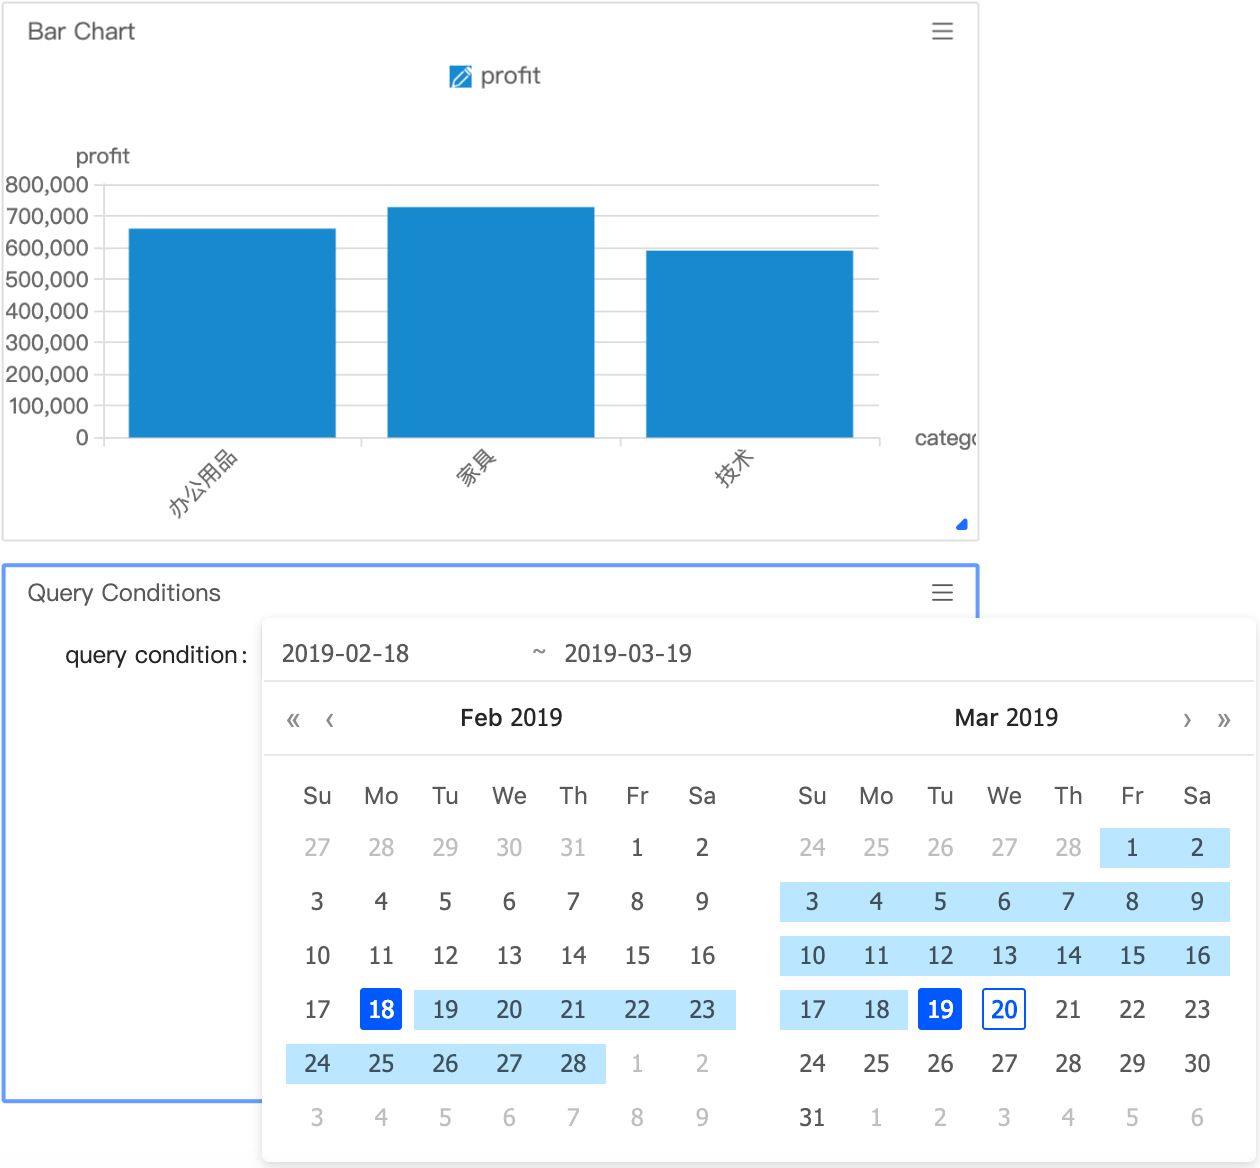 Bar Chart
profit
profit
800,000
700,000
600,000
500,000
400,000
300,000
200,000
100,000
0
办公用品
家具
技术
catego
Query Conditions
query condition:
2019-02-18 ~ 2019-03-19
« ‹ Feb 2019
Su Mo Tu We Th Fr Sa
27 28 29 30 31 1 2
3 4 5 6 7 8 9
10 11 12 13 14 15 16
17 18 19 20 21 22 23
24 25 26 27 28 1 2
3 4 5 6 7 8 9
Mar 2019 › »
Su Mo Tu We Th Fr Sa
24 25 26 27 28 1 2
3 4 5 6 7 8 9
10 11 12 13 14 15 16
17 18 19 20 21 22 23
24 25 26 27 28 29 30
31 1 2 3 4 5 6